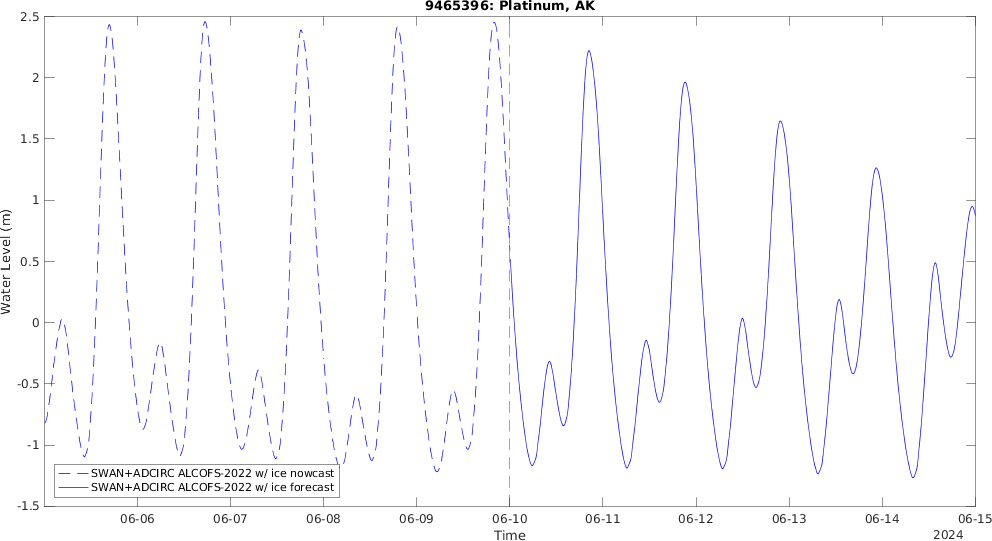 9465396: Platinum, AK
2.5
2
1.5
1
0.5
0
-0.5
-1
-1.5
Water Level (m)
SWAN+ADCIRC ALCOFS-2022 w/ ice nowcast
SWAN+ADCIRC ALCOFS-2022 w/ ice forecast
06-06 06-07 06-08 06-09 06-10 06-11 06-12 06-13 06-14 06-15
Time
2024